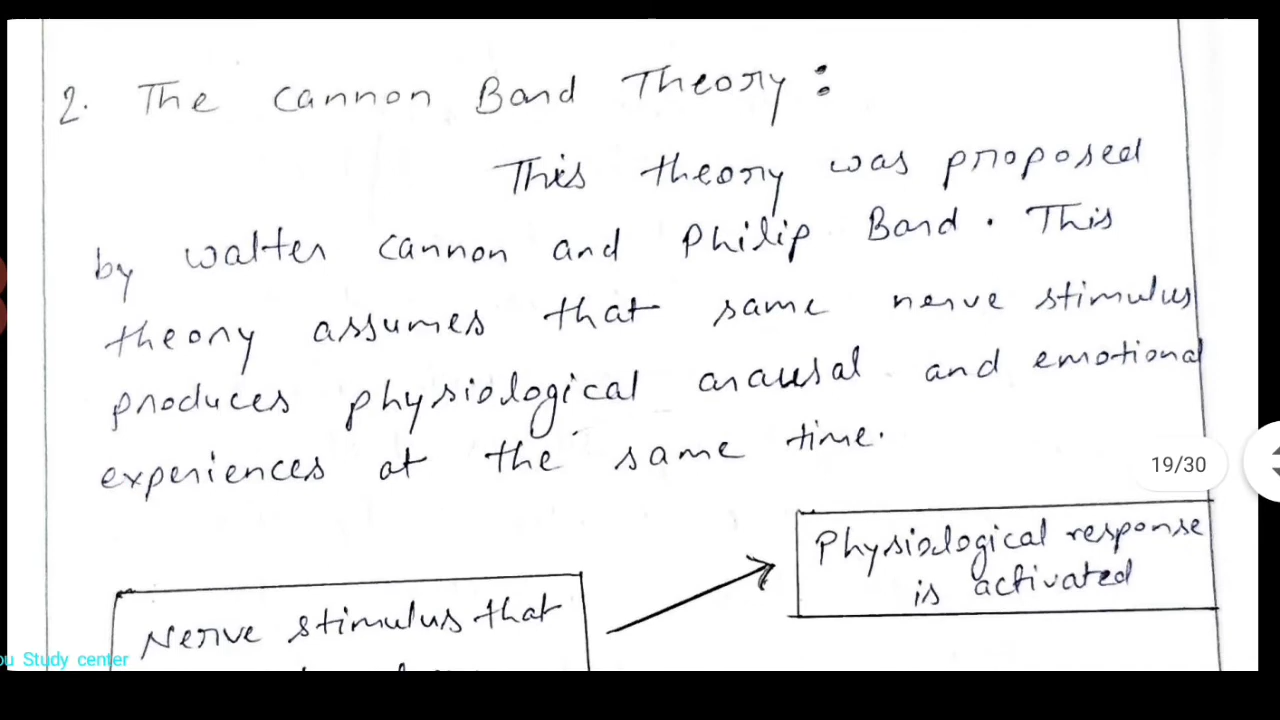 2. The Cannon Bard Theory:
This theory was proposed
by walter cannon and Philip Bard. This
theory assumes that same nerve stimulus
produces physiological arausal and emotional
experiences at the same time.
19/30
Physiological response
is activated
Nerve stimulus that
ou Study center